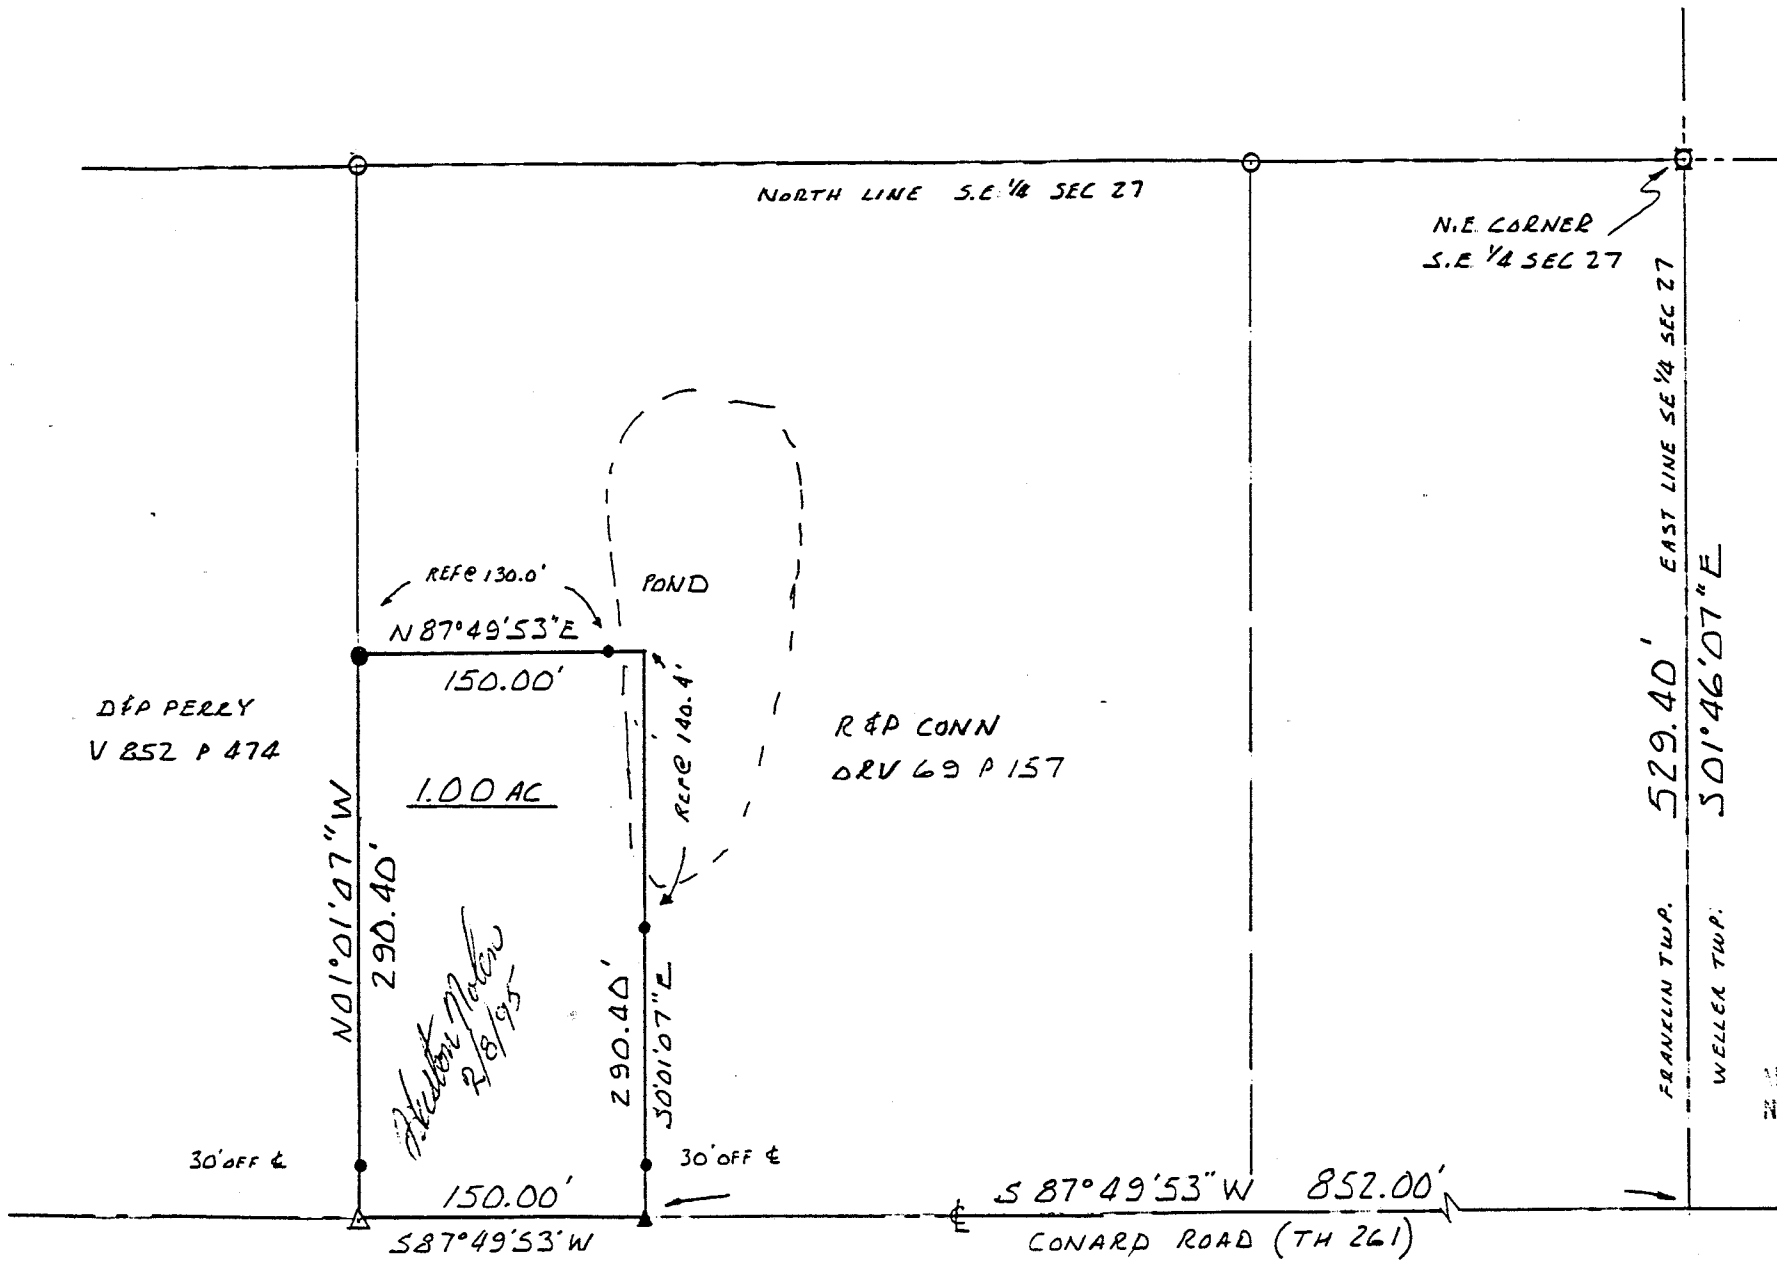 NORTH LINE S.E. 1/4 SEC 27
N.E. CORNER
S.E 1/4 SEC 27
EAST LINE SE 1/4 SEC 27
REF@ 130.0'
POND
N 87°49'53"E
150.00'
REF@ 140.4'
D&P PERRY
V 852 P 474
R &P CONN
ORV 69 P 157
529.40'
S01°46'07"E
1.00 AC
N01°01'07"W
290.40'
2/8/95
290.40'
S0°01'07"E
FRANKLIN TWP.
WELLER TWP.
30'OFF ℄
30'OFF ℄
150.00'
S87°49'53"W
S 87°49'53"W 852.00'
℄
CONARD ROAD (TH 261)